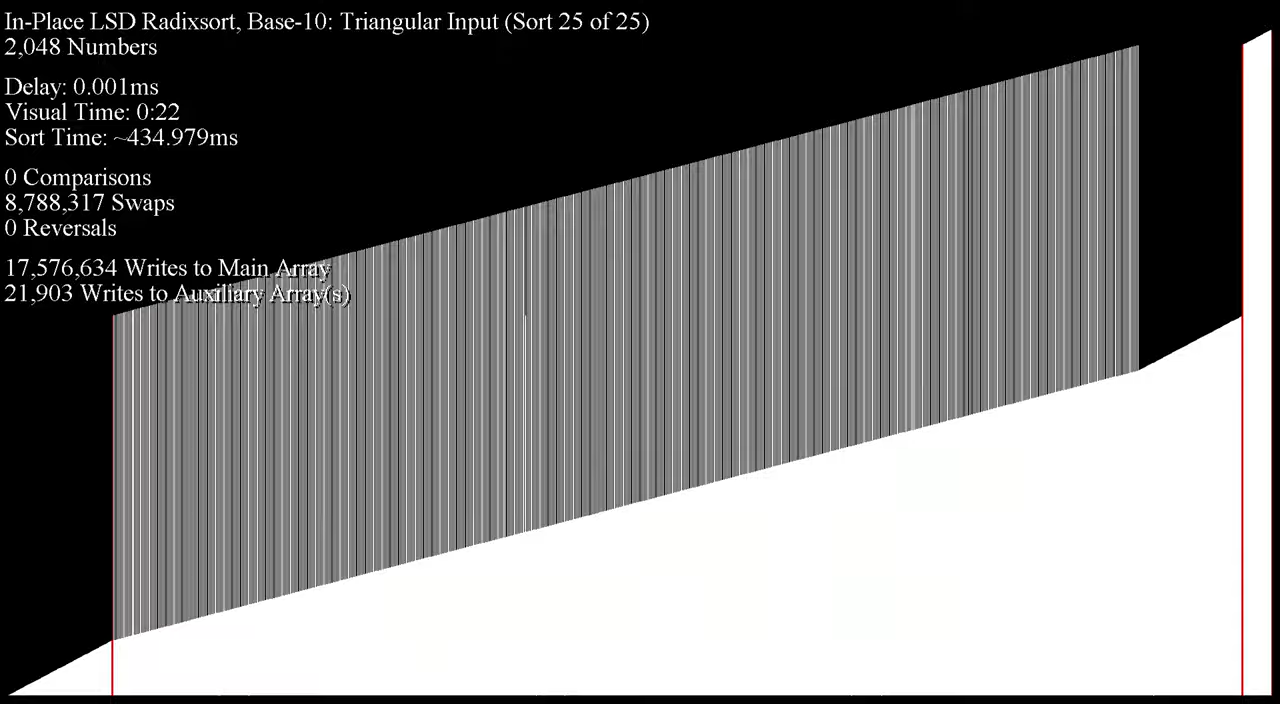 In-Place LSD Radixsort, Base-10: Triangular Input (Sort 25 of 25)
2,048 Numbers
Delay: 0.001ms
Visual Time: 0:22
Sort Time: ~434.979ms
0 Comparisons
8,788,317 Swaps
0 Reversals
17,576,634 Writes to Main Array
21,903 Writes to Auxiliary Array(s)